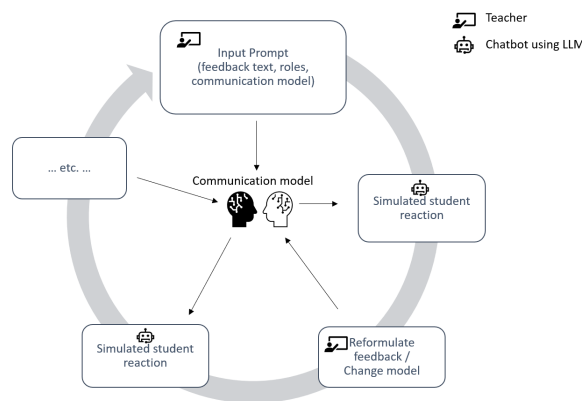 Teacher
Chatbot using LLM
Input Prompt
(feedback text, roles,
communication model)
... etc. ...
Communication model
Simulated student
reaction
Simulated student
reaction
Reformulate
feedback /
Change model